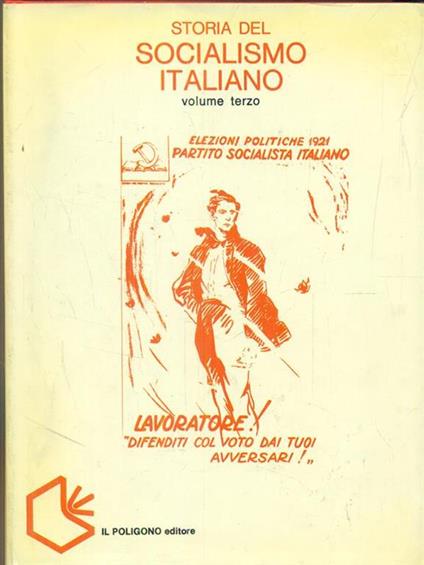 STORIA DEL
SOCIALISMO
ITALIANO
volume terzo
ELEZIONI POLITICHE 1921
PARTITO SOCIALISTA ITALIANO
LAVORATORE!
"DIFENDITI COL VOTO DAI TUOI
AVVERSARI!„
IL POLIGONO editore